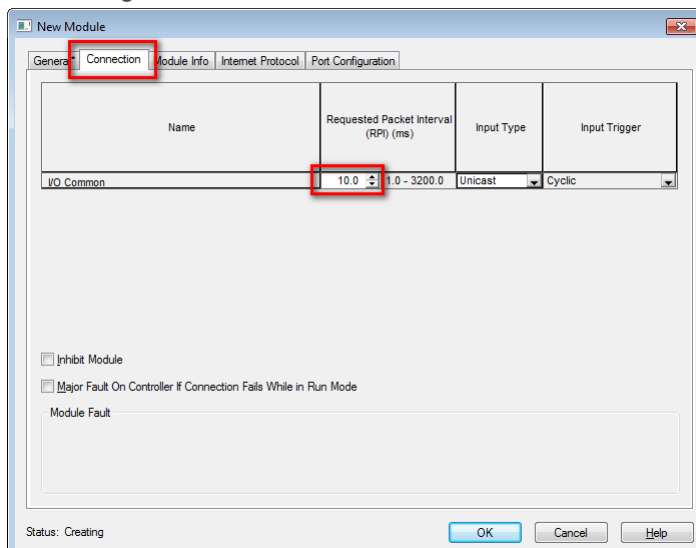 New Module
General* Connection Module Info Internet Protocol Port Configuration
Name
Requested Packet Interval
(RPI) (ms)
Input Type
Input Trigger
I/O Common 10.0 1.0 - 3200.0 Unicast Cyclic
Inhibit Module
Major Fault On Controller If Connection Fails While in Run Mode
Module Fault
Status: Creating OK Cancel Help